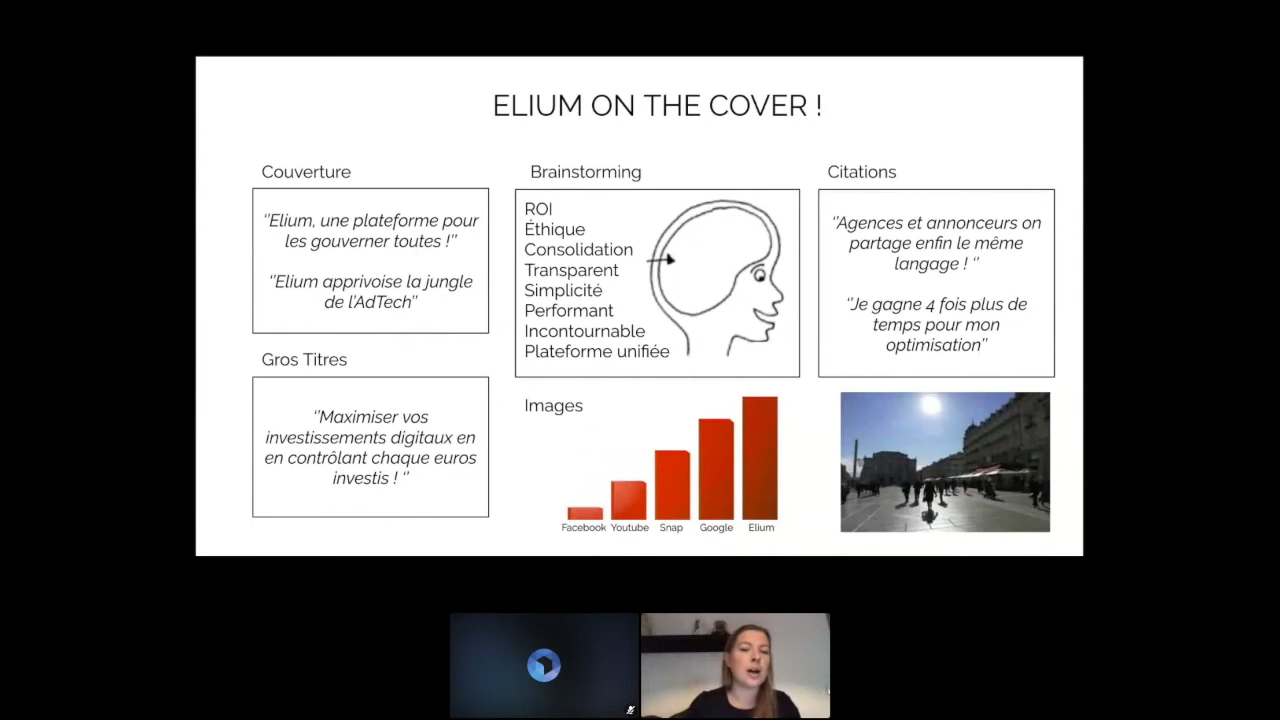 ELIUM ON THE COVER !
Couverture
‘’Elium, une plateforme pour
les gouverner toutes !’’
‘’Elium apprivoise la jungle
de l'AdTech’’
Gros Titres
‘’Maximiser vos
investissements digitaux en
en contrôlant chaque euros
investis ! ‘’
Brainstorming
ROI
Éthique
Consolidation
Transparent
Simplicité
Performant
Incontournable
Plateforme unifiée
Images
Facebook
Youtube
Snap
Google
Elium
Citations
‘’Agences et annonceurs on
partage enfin le même
langage ! ‘’
‘’Je gagne 4 fois plus de
temps pour mon
optimisation’’